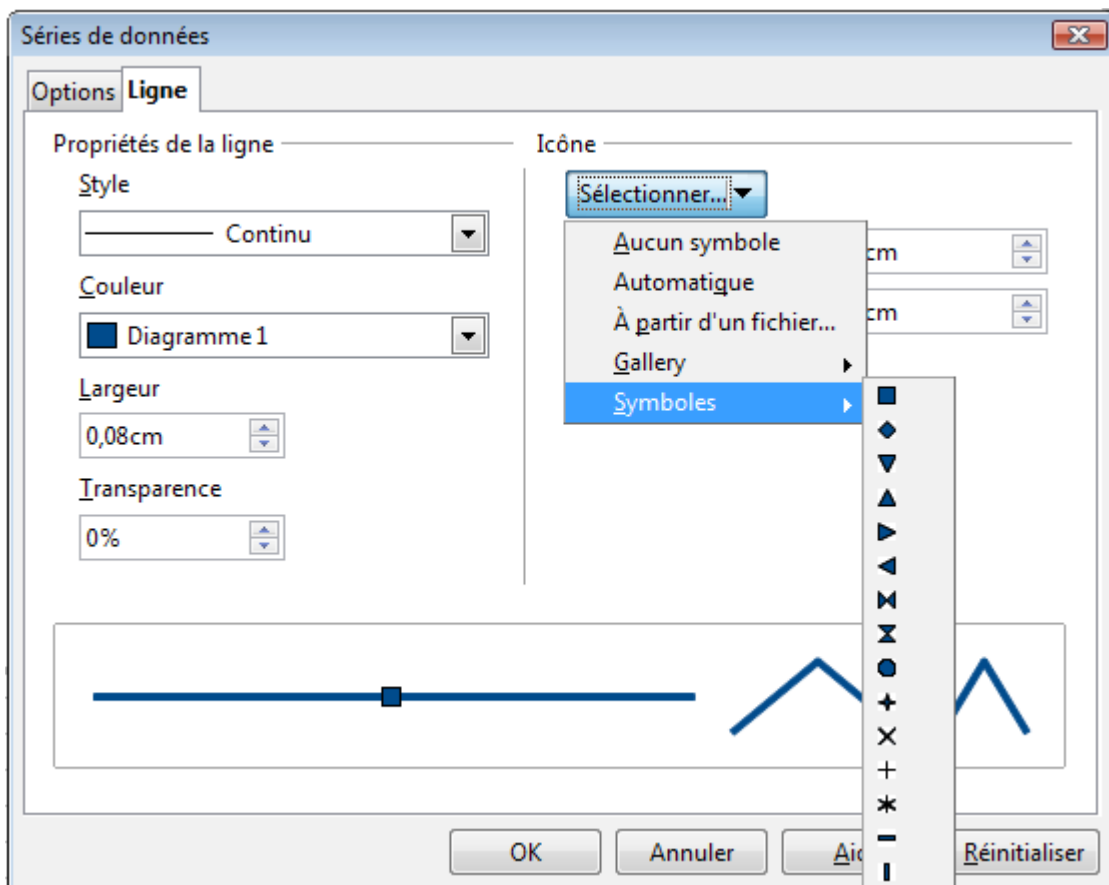 Séries de données
Options Ligne
Propriétés de la ligne
Style
Continu
Couleur
Diagramme 1
Largeur
0,08cm
Transparence
0%
Icône
Sélectionner...
Aucun symbole
Automatique
À partir d'un fichier...
Gallery
Symboles
cm
cm
OK Annuler Réinitialiser